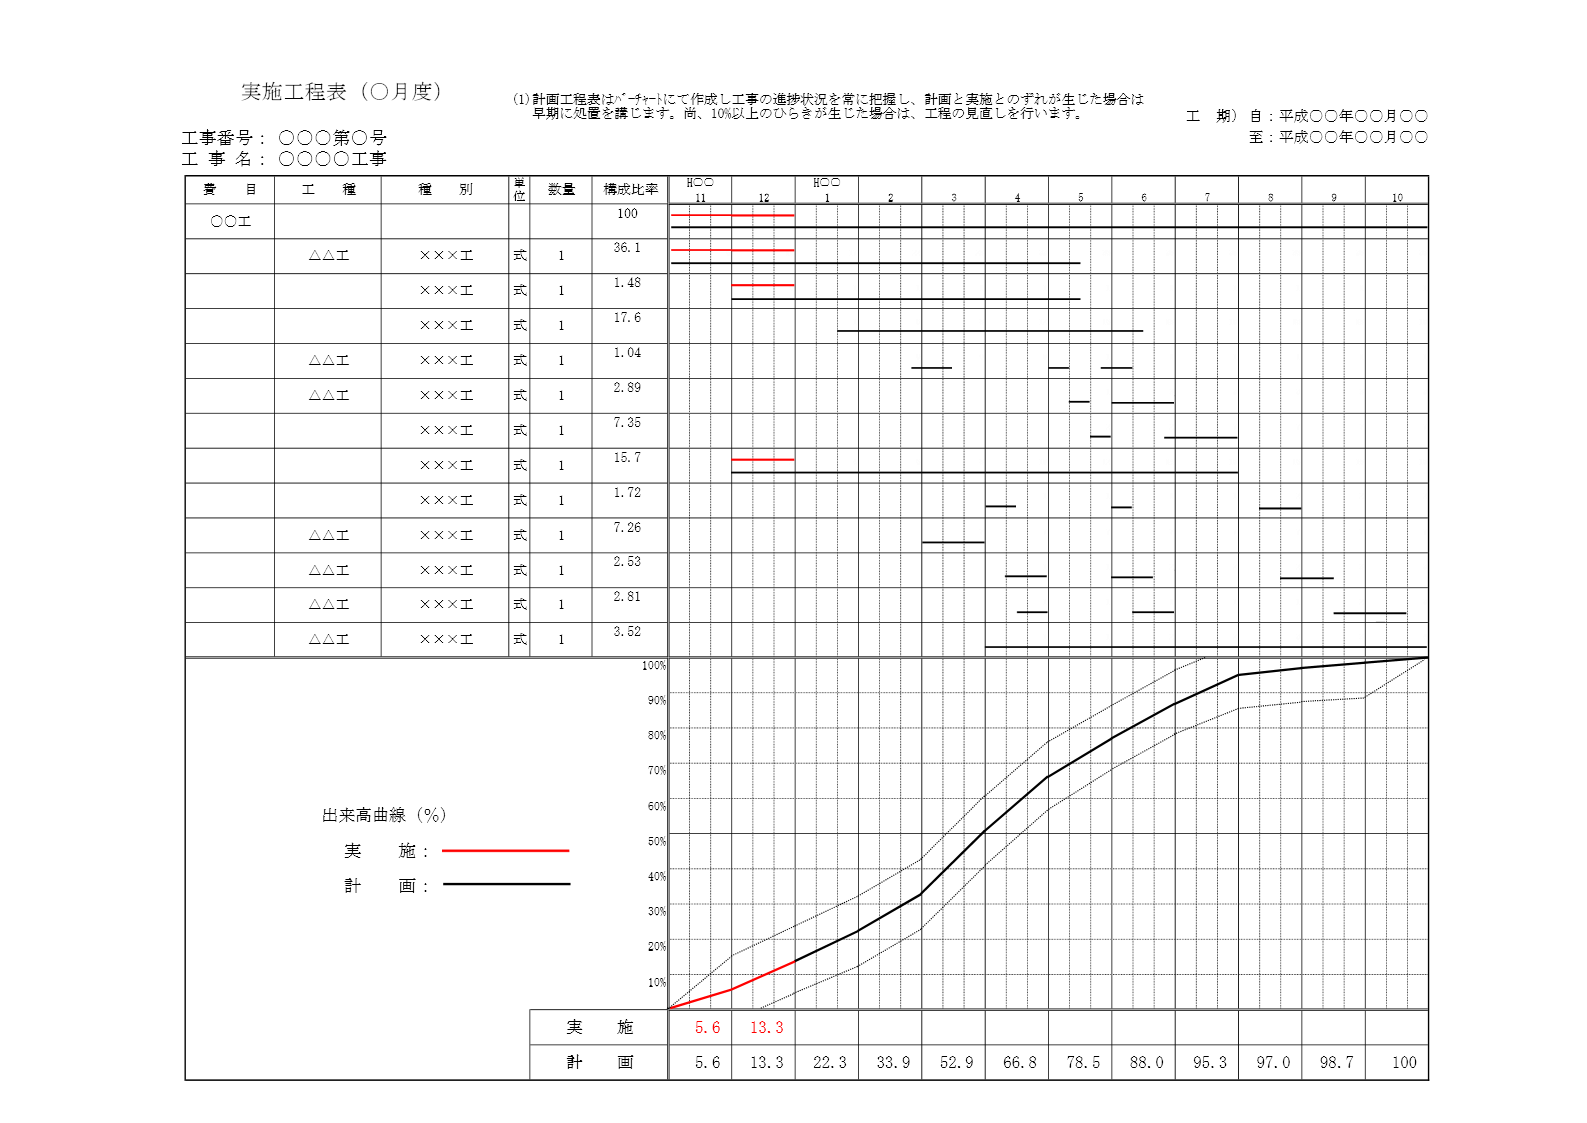 実施工程表（○月度）
(1)計画工程表はﾊﾞｰﾁｬｰﾄにて作成し工事の進捗状況を常に把握し、計画と実施とのずれが生じた場合は
早期に処置を講じます。尚、10%以上のひらきが生じた場合は、工程の見直しを行います。
工　期）自：平成○○年○○月○○
至：平成○○年○○月○○
工事番号： ○○○第○号
工 事 名： ○○○○工事
費　目 工　種 種　別 単位 数量 構成比率 H○○ 11 12 H○○ 1 2 3 4 5 6 7 8 9 10
○○工 100
△△工 ×××工 式 1 36.1
×××工 式 1 1.48
×××工 式 1 17.6
△△工 ×××工 式 1 1.04
△△工 ×××工 式 1 2.89
×××工 式 1 7.35
×××工 式 1 15.7
×××工 式 1 1.72
△△工 ×××工 式 1 7.26
△△工 ×××工 式 1 2.53
△△工 ×××工 式 1 2.81
△△工 ×××工 式 1 3.52
100%
90%
80%
70%
60%
50%
40%
30%
20%
10%
出来高曲線（%）
実　施：
計　画：
実　施 5.6 13.3
計　画 5.6 13.3 22.3 33.9 52.9 66.8 78.5 88.0 95.3 97.0 98.7 100